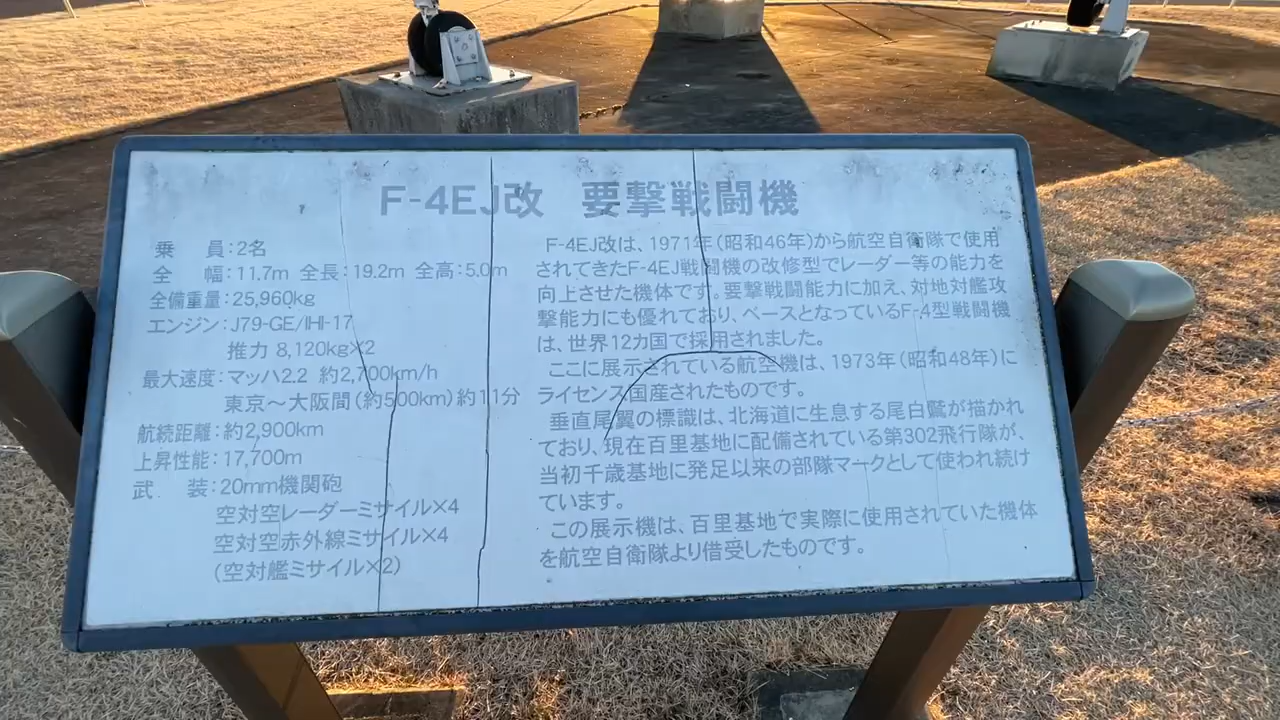 F-4EJ改 要撃戦闘機
乗 員：2名
全 幅：11.7m 全長：19.2m 全高：5.0m
全備重量：25,960kg
エンジン：J79-GE/IHI-17
推力 8,120kg×2
最大速度：マッハ2.2 約2,700km/h
東京〜大阪間（約500km）約11分
航続距離：約2,900km
上昇性能：17,700m
武 装：20mm機関砲
空対空レーダーミサイル×4
空対空赤外線ミサイル×4
（空対艦ミサイル×2）
F-4EJ改は、1971年（昭和46年）から航空自衛隊で使用
されてきたF-4EJ戦闘機の改修型でレーダー等の能力を
向上させた機体です。要撃戦闘能力に加え、対地対艦攻
撃能力にも優れており、ベースとなっているF-4型戦闘機
は、世界12カ国で採用されました。
ここに展示されている航空機は、1973年（昭和48年）に
ライセンス国産されたものです。
垂直尾翼の標識は、北海道に生息する尾白鷲が描かれ
ており、現在百里基地に配備されている第302飛行隊が、
当初千歳基地に発足以来の部隊マークとして使われ続け
ています。
この展示機は、百里基地で実際に使用されていた機体
を航空自衛隊より借受したものです。